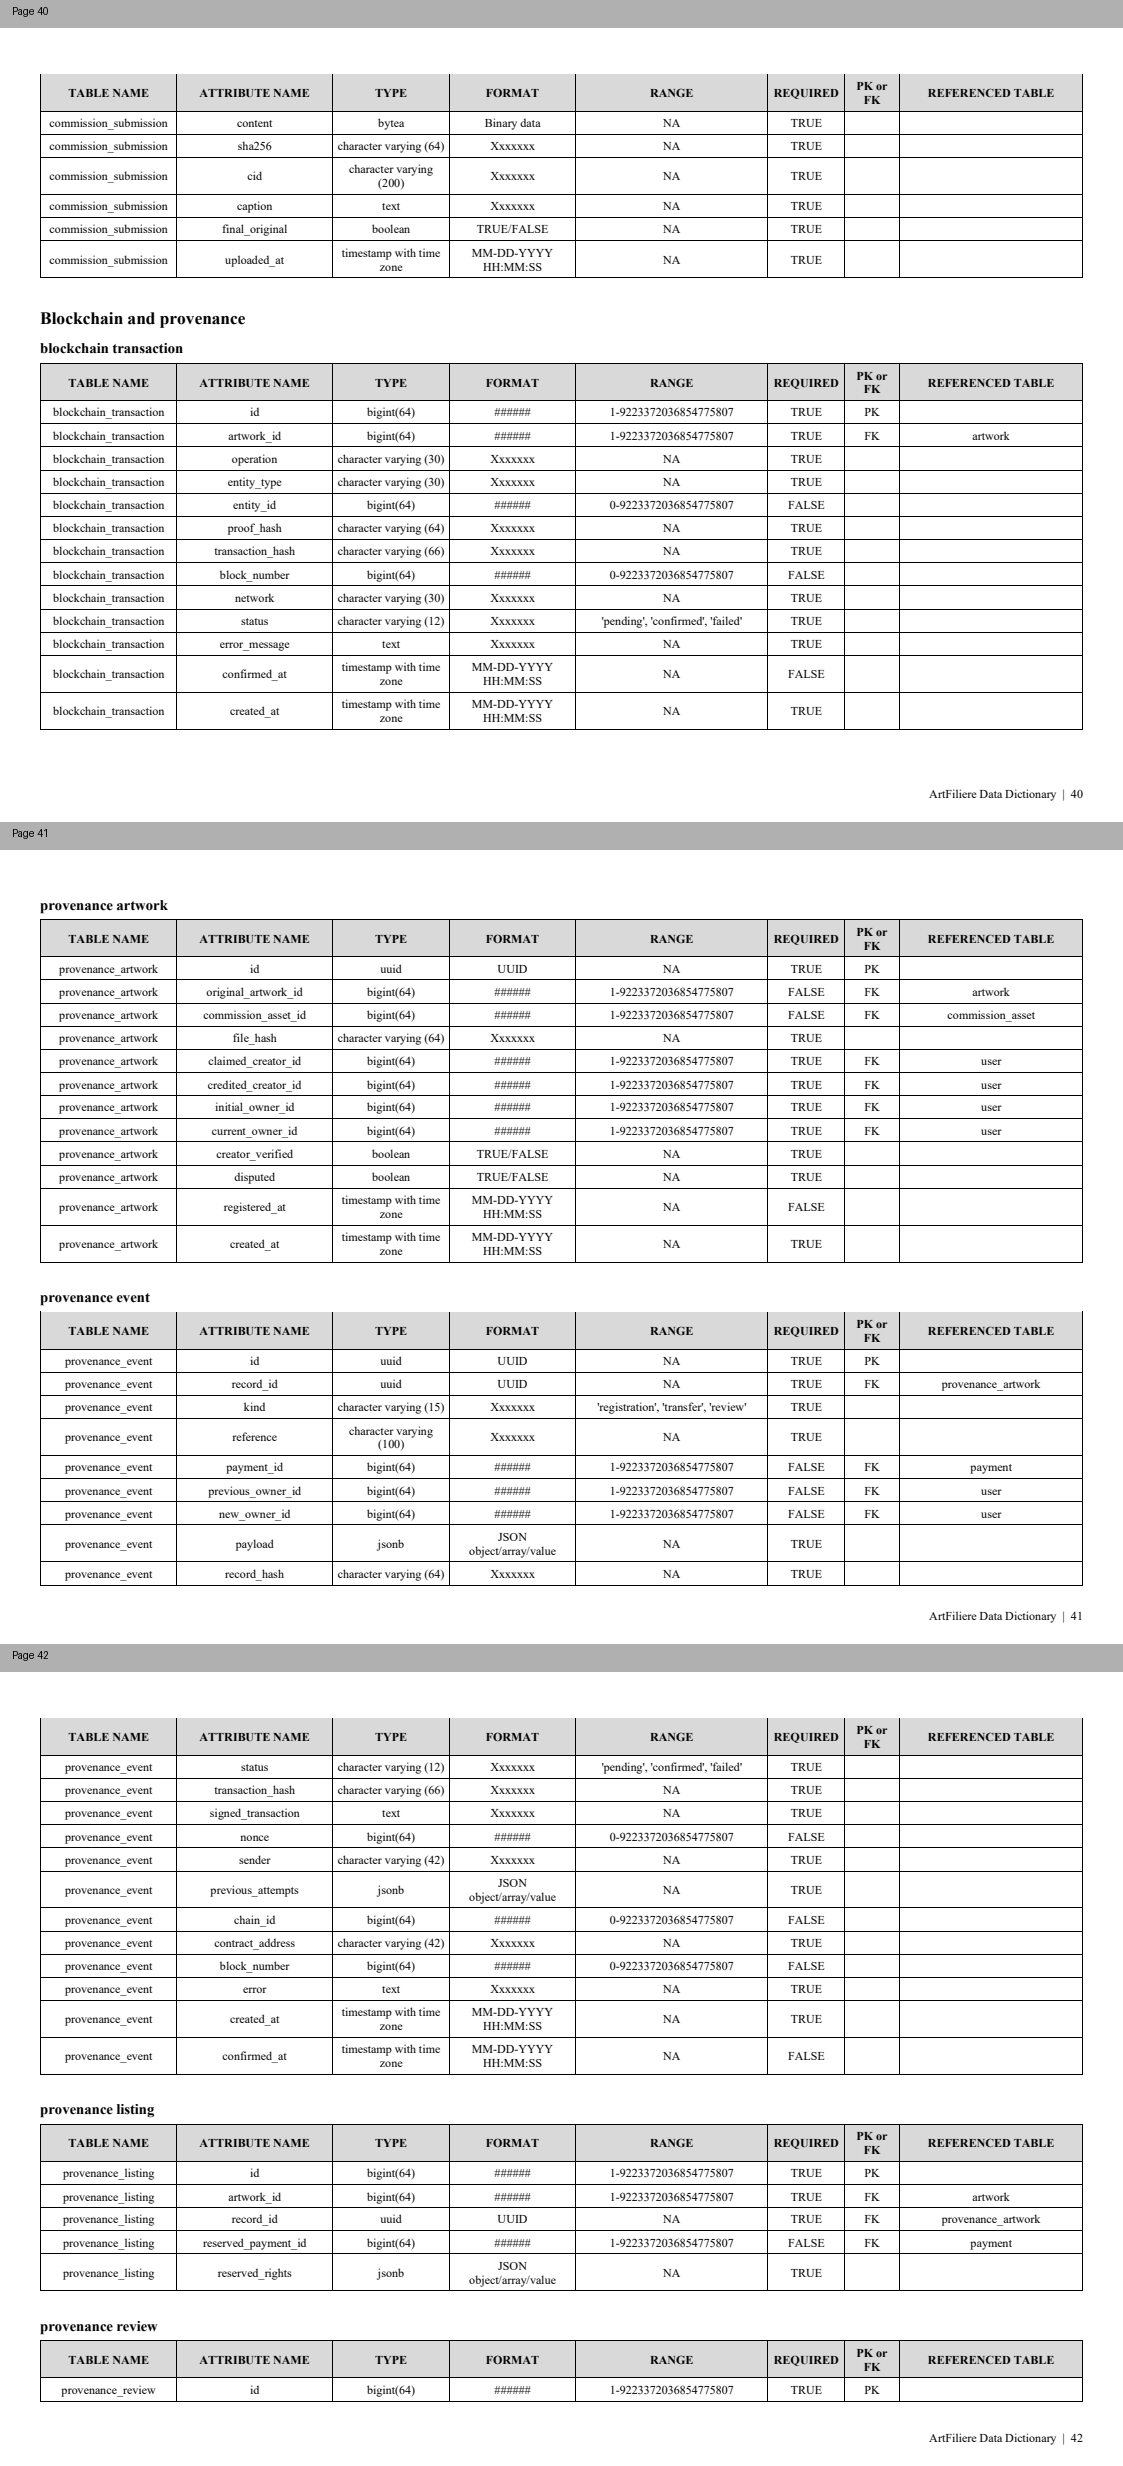 Page 40
TABLE NAME ATTRIBUTE NAME TYPE FORMAT RANGE REQUIRED PK or FK REFERENCED TABLE
commission_submission content bytea Binary data NA TRUE
commission_submission sha256 character varying (64) Xxxxxxx NA TRUE
commission_submission cid character varying (200) Xxxxxxx NA TRUE
commission_submission caption text Xxxxxxx NA TRUE
commission_submission final_original boolean TRUE/FALSE NA TRUE
commission_submission uploaded_at timestamp with time zone MM-DD-YYYY HH:MM:SS NA TRUE
Blockchain and provenance
blockchain transaction
TABLE NAME ATTRIBUTE NAME TYPE FORMAT RANGE REQUIRED PK or FK REFERENCED TABLE
blockchain_transaction id bigint(64) ###### 1-9223372036854775807 TRUE PK
blockchain_transaction artwork_id bigint(64) ###### 1-9223372036854775807 TRUE FK artwork
blockchain_transaction operation character varying (30) Xxxxxxx NA TRUE
blockchain_transaction entity_type character varying (30) Xxxxxxx NA TRUE
blockchain_transaction entity_id bigint(64) ###### 0-9223372036854775807 FALSE
blockchain_transaction proof_hash character varying (64) Xxxxxxx NA TRUE
blockchain_transaction transaction_hash character varying (66) Xxxxxxx NA TRUE
blockchain_transaction block_number bigint(64) ###### 0-9223372036854775807 FALSE
blockchain_transaction network character varying (30) Xxxxxxx NA TRUE
blockchain_transaction status character varying (12) Xxxxxxx 'pending', 'confirmed', 'failed' TRUE
blockchain_transaction error_message text Xxxxxxx NA TRUE
blockchain_transaction confirmed_at timestamp with time zone MM-DD-YYYY HH:MM:SS NA FALSE
blockchain_transaction created_at timestamp with time zone MM-DD-YYYY HH:MM:SS NA TRUE
ArtFiliere Data Dictionary | 40
Page 41
provenance artwork
TABLE NAME ATTRIBUTE NAME TYPE FORMAT RANGE REQUIRED PK or FK REFERENCED TABLE
provenance_artwork id uuid UUID NA TRUE PK
provenance_artwork original_artwork_id bigint(64) ###### 1-9223372036854775807 FALSE FK artwork
provenance_artwork commission_asset_id bigint(64) ###### 1-9223372036854775807 FALSE FK commission_asset
provenance_artwork file_hash character varying (64) Xxxxxxx NA TRUE
provenance_artwork claimed_creator_id bigint(64) ###### 1-9223372036854775807 TRUE FK user
provenance_artwork credited_creator_id bigint(64) ###### 1-9223372036854775807 TRUE FK user
provenance_artwork initial_owner_id bigint(64) ###### 1-9223372036854775807 TRUE FK user
provenance_artwork current_owner_id bigint(64) ###### 1-9223372036854775807 TRUE FK user
provenance_artwork creator_verified boolean TRUE/FALSE NA TRUE
provenance_artwork disputed boolean TRUE/FALSE NA TRUE
provenance_artwork registered_at timestamp with time zone MM-DD-YYYY HH:MM:SS NA FALSE
provenance_artwork created_at timestamp with time zone MM-DD-YYYY HH:MM:SS NA TRUE
provenance event
TABLE NAME ATTRIBUTE NAME TYPE FORMAT RANGE REQUIRED PK or FK REFERENCED TABLE
provenance_event id uuid UUID NA TRUE PK
provenance_event record_id uuid UUID NA TRUE FK provenance_artwork
provenance_event kind character varying (15) Xxxxxxx 'registration', 'transfer', 'review' TRUE
provenance_event reference character varying (100) Xxxxxxx NA TRUE
provenance_event payment_id bigint(64) ###### 1-9223372036854775807 FALSE FK payment
provenance_event previous_owner_id bigint(64) ###### 1-9223372036854775807 FALSE FK user
provenance_event new_owner_id bigint(64) ###### 1-9223372036854775807 FALSE FK user
provenance_event payload jsonb JSON object/array/value NA TRUE
provenance_event record_hash character varying (64) Xxxxxxx NA TRUE
ArtFiliere Data Dictionary | 41
Page 42
TABLE NAME ATTRIBUTE NAME TYPE FORMAT RANGE REQUIRED PK or FK REFERENCED TABLE
provenance_event status character varying (12) Xxxxxxx 'pending', 'confirmed', 'failed' TRUE
provenance_event transaction_hash character varying (66) Xxxxxxx NA TRUE
provenance_event signed_transaction text Xxxxxxx NA TRUE
provenance_event nonce bigint(64) ###### 0-9223372036854775807 FALSE
provenance_event sender character varying (42) Xxxxxxx NA TRUE
provenance_event previous_attempts jsonb JSON object/array/value NA TRUE
provenance_event chain_id bigint(64) ###### 0-9223372036854775807 FALSE
provenance_event contract_address character varying (42) Xxxxxxx NA TRUE
provenance_event block_number bigint(64) ###### 0-9223372036854775807 FALSE
provenance_event error text Xxxxxxx NA TRUE
provenance_event created_at timestamp with time zone MM-DD-YYYY HH:MM:SS NA TRUE
provenance_event confirmed_at timestamp with time zone MM-DD-YYYY HH:MM:SS NA FALSE
provenance listing
TABLE NAME ATTRIBUTE NAME TYPE FORMAT RANGE REQUIRED PK or FK REFERENCED TABLE
provenance_listing id bigint(64) ###### 1-9223372036854775807 TRUE PK
provenance_listing artwork_id bigint(64) ###### 1-9223372036854775807 TRUE FK artwork
provenance_listing record_id uuid UUID NA TRUE FK provenance_artwork
provenance_listing reserved_payment_id bigint(64) ###### 1-9223372036854775807 FALSE FK payment
provenance_listing reserved_rights jsonb JSON object/array/value NA TRUE
provenance review
TABLE NAME ATTRIBUTE NAME TYPE FORMAT RANGE REQUIRED PK or FK REFERENCED TABLE
provenance_review id bigint(64) ###### 1-9223372036854775807 TRUE PK
ArtFiliere Data Dictionary | 42